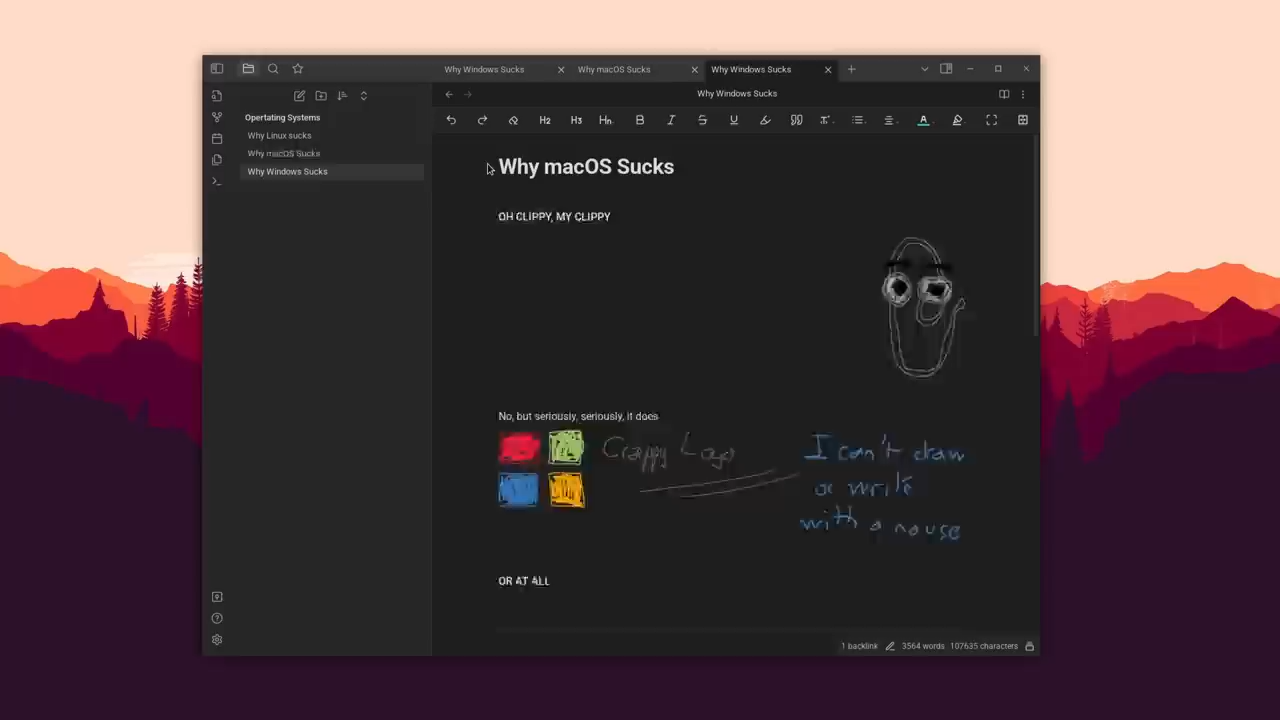 Why Windows Sucks
Why macOS Sucks
Why Windows Sucks
Why Windows Sucks
H2 H3 Hn B I S U A
Opertating Systems
Why Linux sucks
Why macOS Sucks
Why Windows Sucks
Why macOS Sucks
OH CLIPPY, MY CLIPPY
No, but seriously, seriously, it does
Crappy Logo
I can't draw
or write
with a mouse
OR AT ALL
1 backlink 3564 words 107635 characters